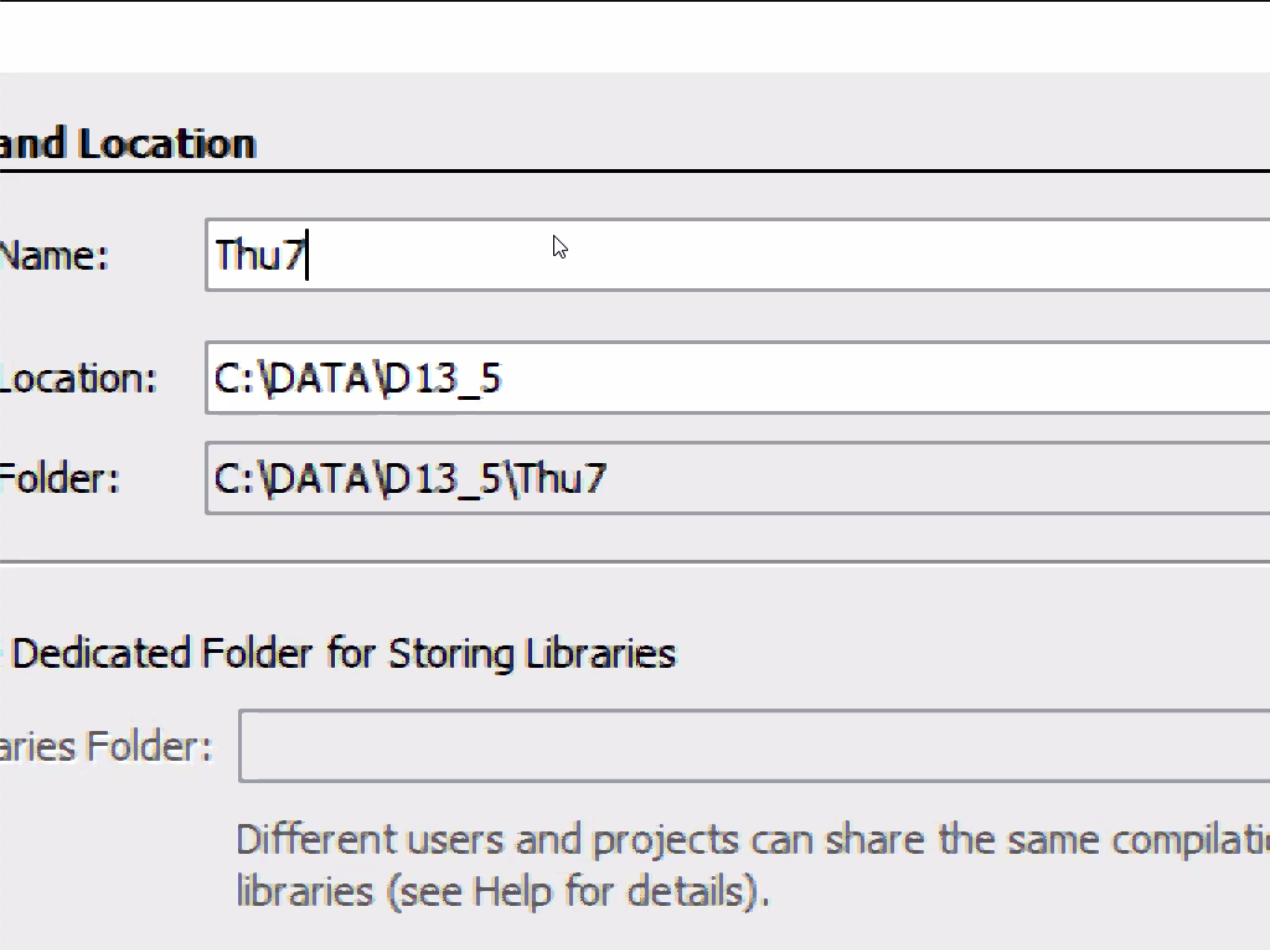 and Location
Name: Thu7
Location: C:\DATA\D13_5
Folder: C:\DATA\D13_5\Thu7
Dedicated Folder for Storing Libraries
aries Folder:
Different users and projects can share the same compilati
libraries (see Help for details).